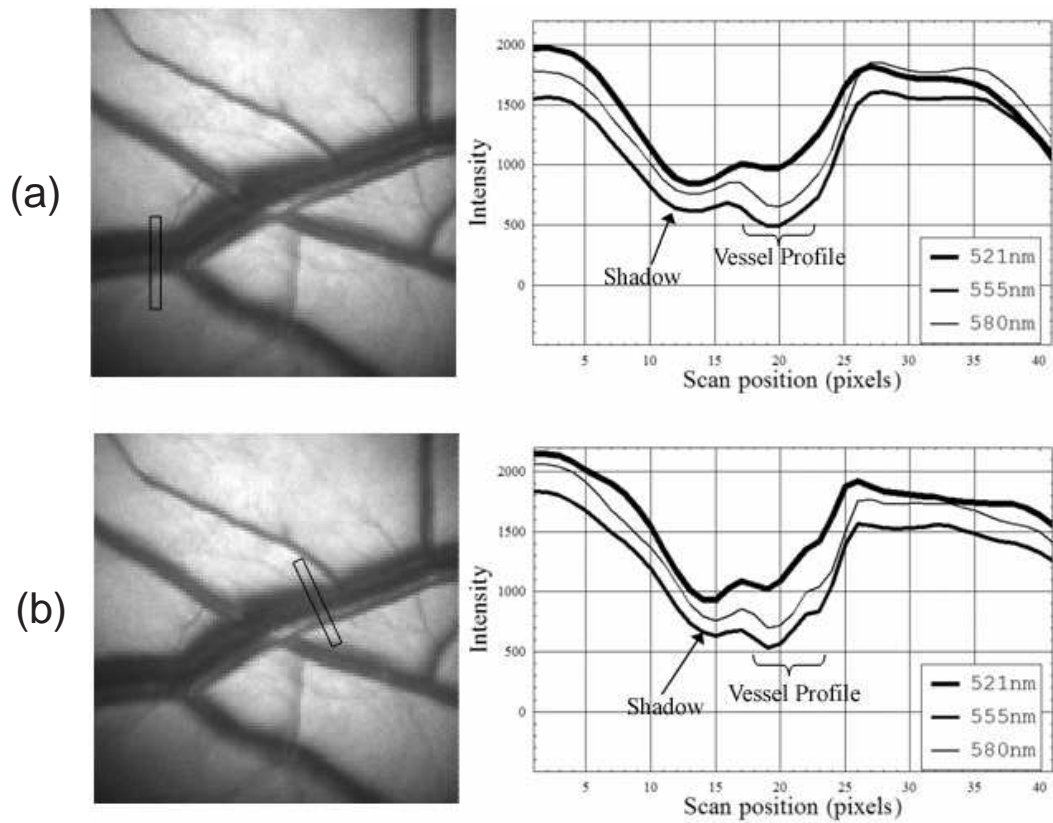 (a)
2000
1500
1000
500
0
Intensity
Shadow
Vessel Profile
521nm
555nm
580nm
5 10 15 20 25 30 35 40
Scan position (pixels)
(b)
2000
1500
1000
500
0
Intensity
Shadow
Vessel Profile
521nm
555nm
580nm
5 10 15 20 25 30 35 40
Scan position (pixels)